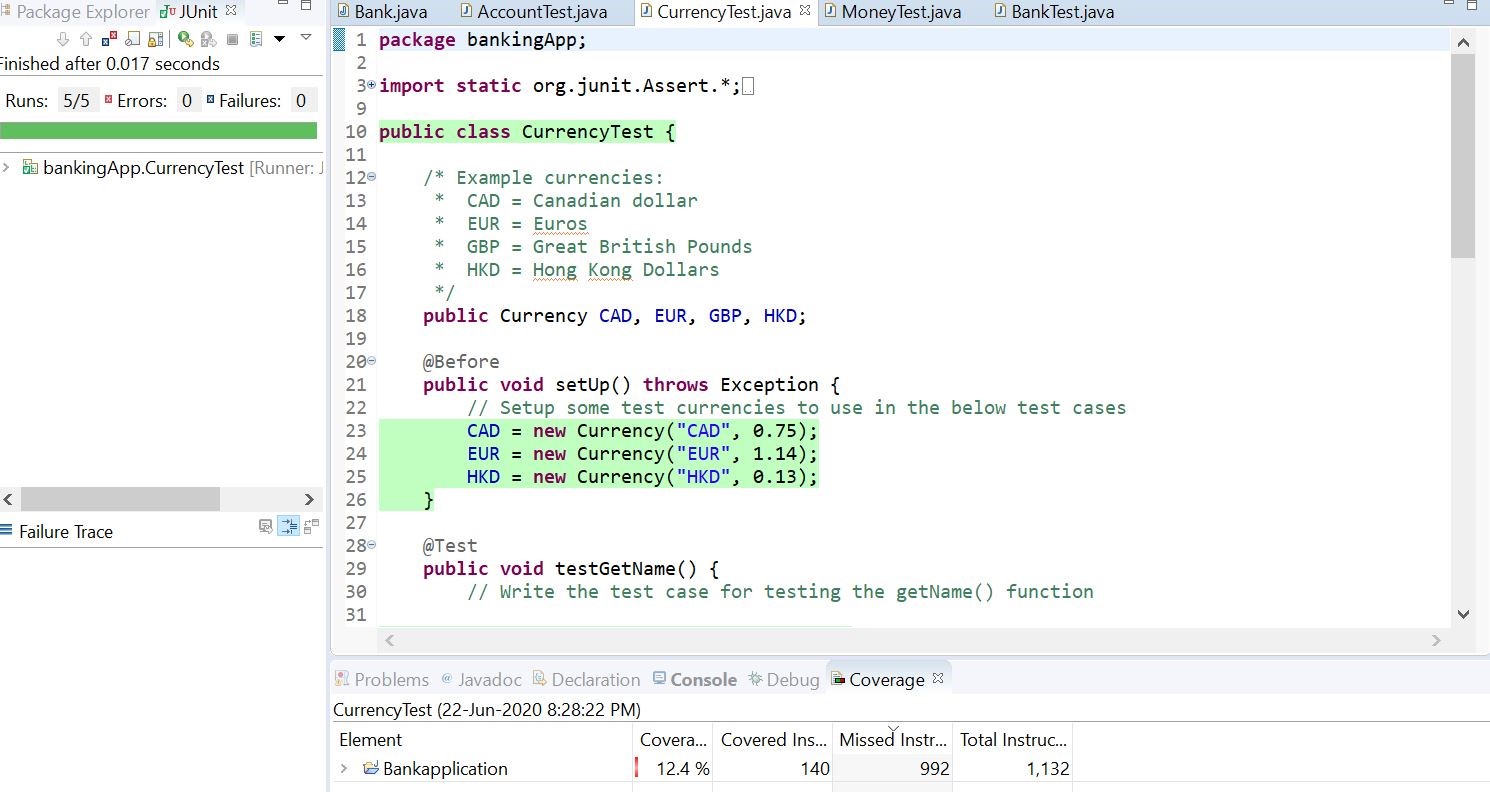 Package Explorer JUnit
Finished after 0.017 seconds
Runs: 5/5 Errors: 0 Failures: 0
bankingApp.CurrencyTest [Runner: J
Failure Trace
Bank.java AccountTest.java CurrencyTest.java MoneyTest.java BankTest.java
1 package bankingApp;
2
3 import static org.junit.Assert.*;
9
10 public class CurrencyTest {
11
12 /* Example currencies:
13 * CAD = Canadian dollar
14 * EUR = Euros
15 * GBP = Great British Pounds
16 * HKD = Hong Kong Dollars
17 */
18 public Currency CAD, EUR, GBP, HKD;
19
20 @Before
21 public void setUp() throws Exception {
22 // Setup some test currencies to use in the below test cases
23 CAD = new Currency("CAD", 0.75);
24 EUR = new Currency("EUR", 1.14);
25 HKD = new Currency("HKD", 0.13);
26 }
27
28 @Test
29 public void testGetName() {
30 // Write the test case for testing the getName() function
31
Problems @ Javadoc Declaration Console Debug Coverage
CurrencyTest (22-Jun-2020 8:28:22 PM)
Element Covera... Covered Ins... Missed Instr... Total Instruc...
Bankapplication 12.4 % 140 992 1,132